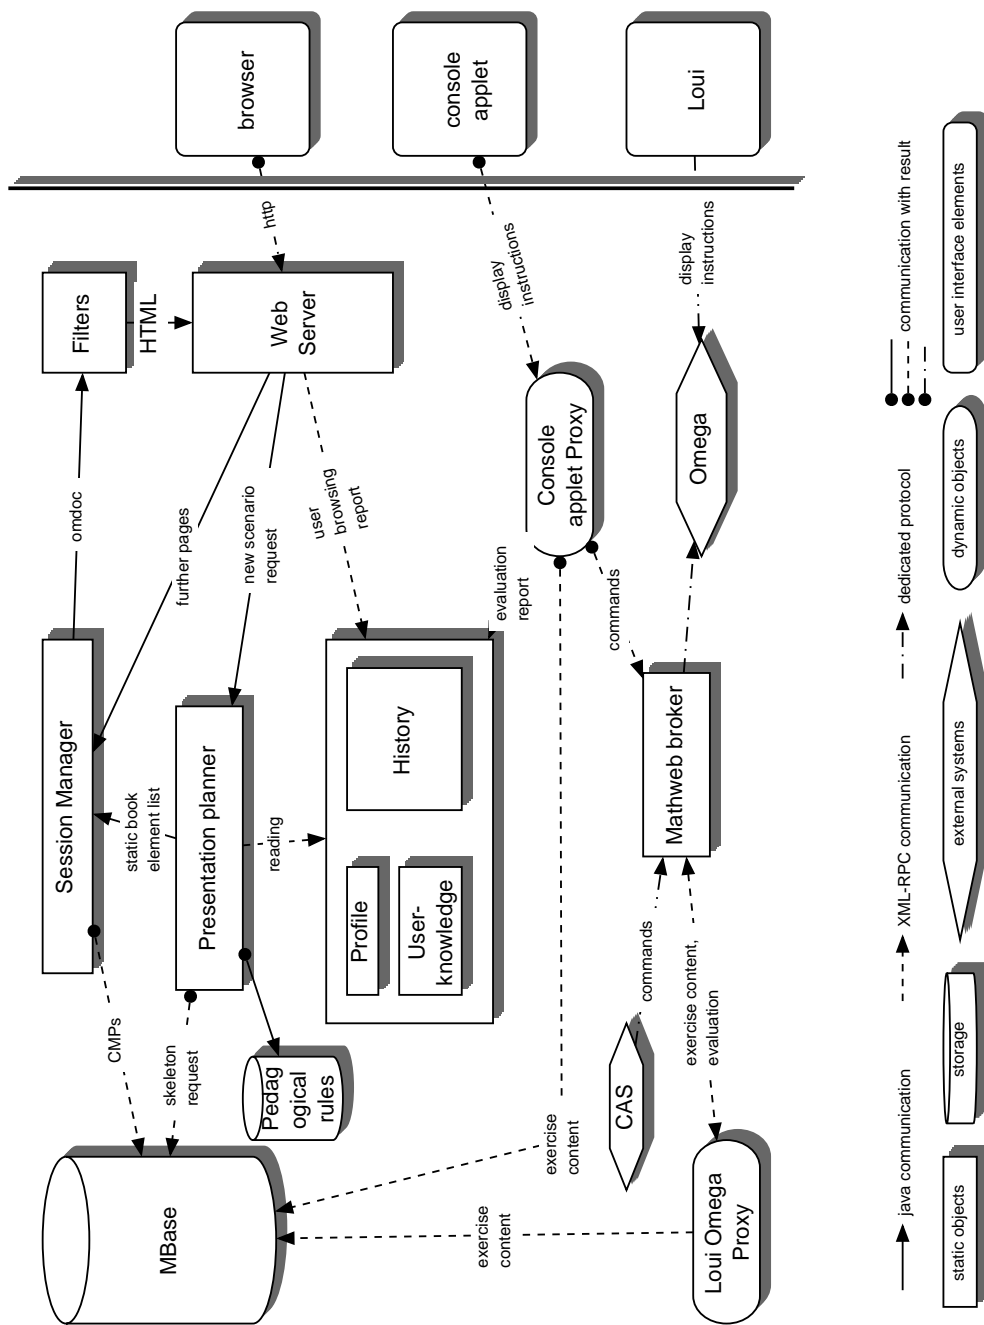 browser
console
applet
Loui
http
display
instructions
display
instructions
Filters
HTML
Web
Server
Console
applet Proxy
Omega
omdoc
further pages
new scenario
request
user
browsing
report
evaluation
report
commands
Session Manager
static book
element list
Presentation planner
reading
History
Profile
User-
knowledge
Mathweb broker
commands
exercise content,
evaluation
CMPs
skeleton
request
Pedag
ogical
rules
CAS
exercise
content
MBase
exercise
content
Loui Omega
Proxy
java communication
XML-RPC communication
dedicated protocol
communication with result
static objects
storage
external systems
dynamic objects
user interface elements